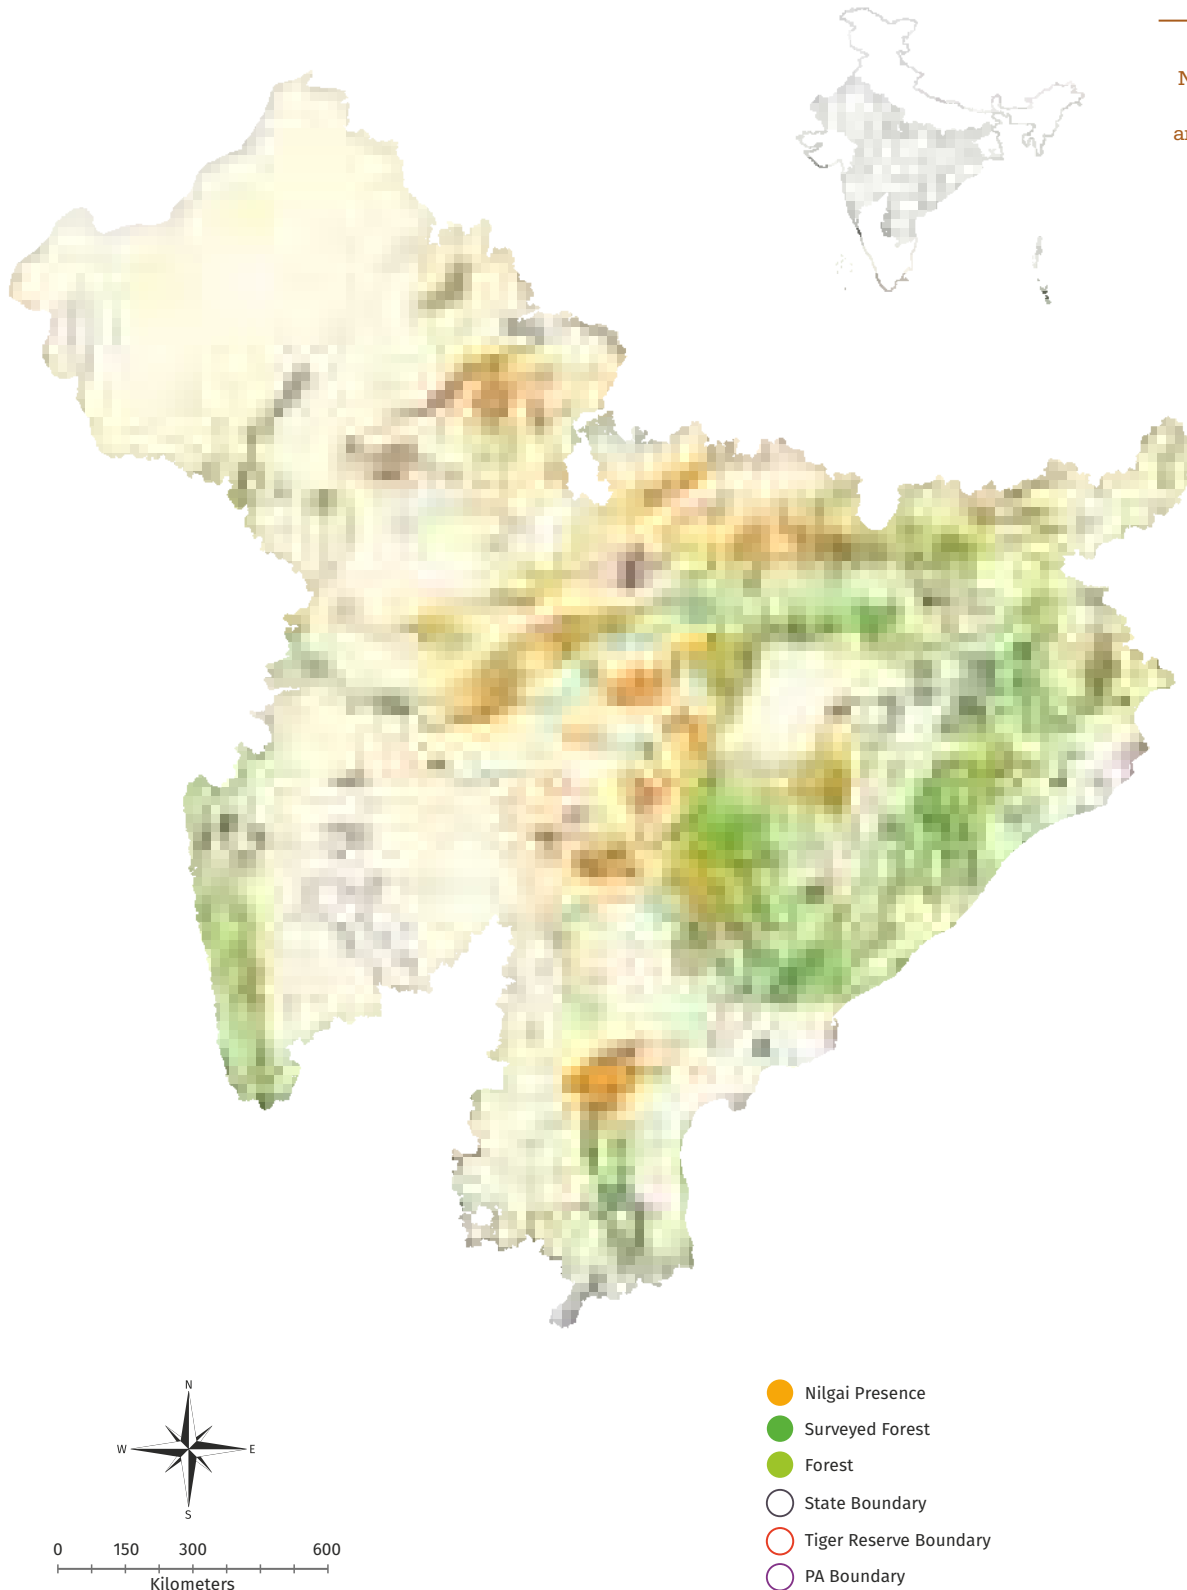 N
W
E
S
0 150 300 600
Kilometers
Nilgai Presence
Surveyed Forest
Forest
State Boundary
Tiger Reserve Boundary
PA Boundary